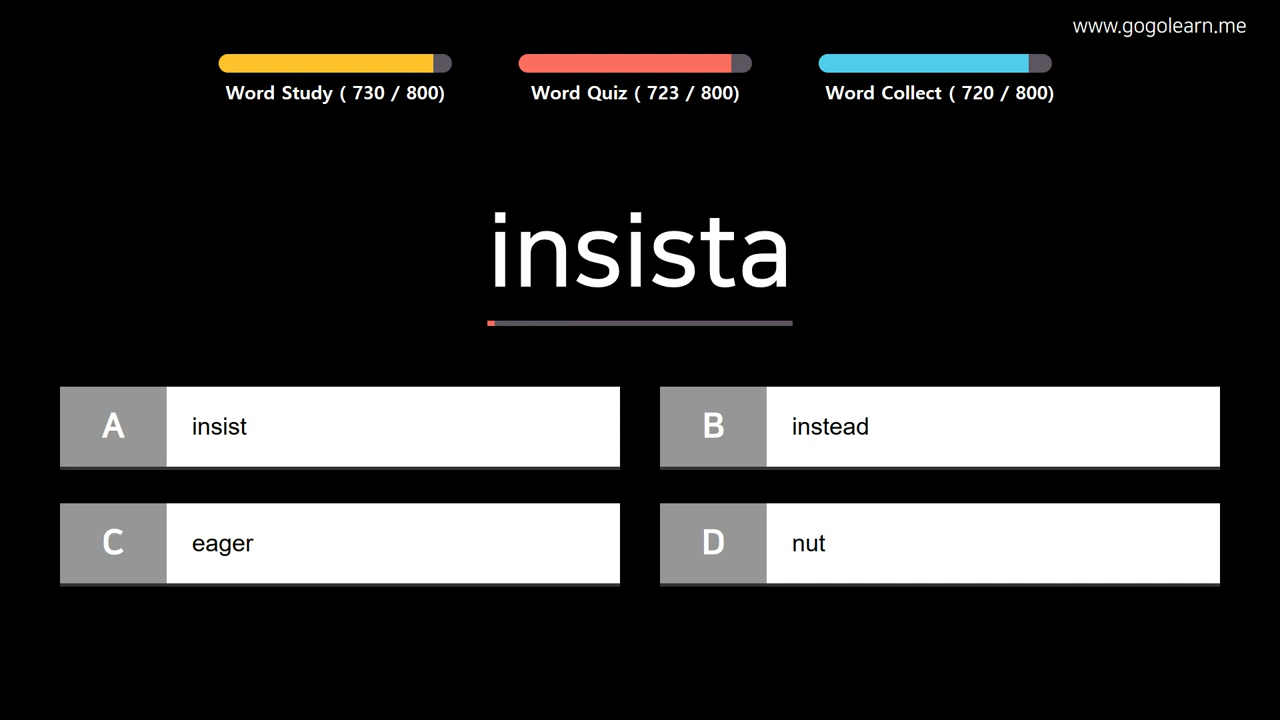 www.gogolearn.me
Word Study ( 730 / 800)
Word Quiz ( 723 / 800)
Word Collect ( 720 / 800)
insista
A insist
B instead
C eager
D nut